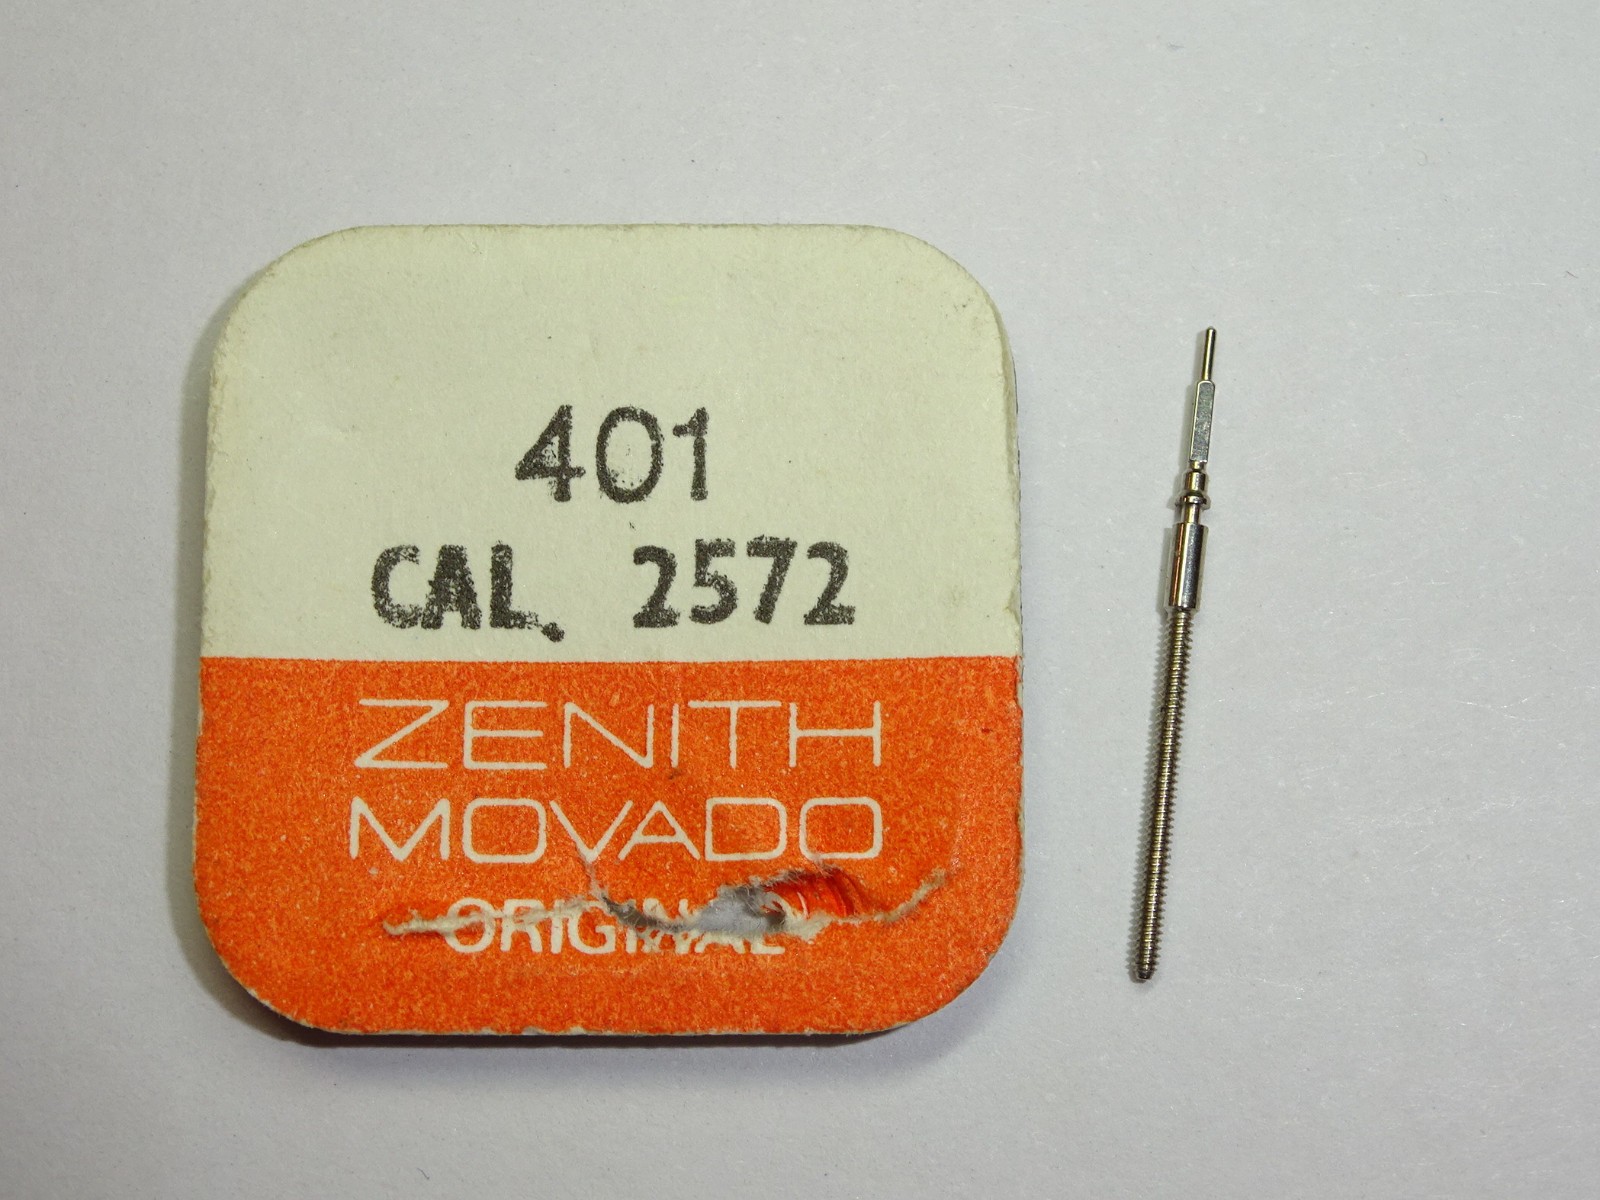 401
CAL. 2572
ZENITH
MOVADO
ORIGINAL